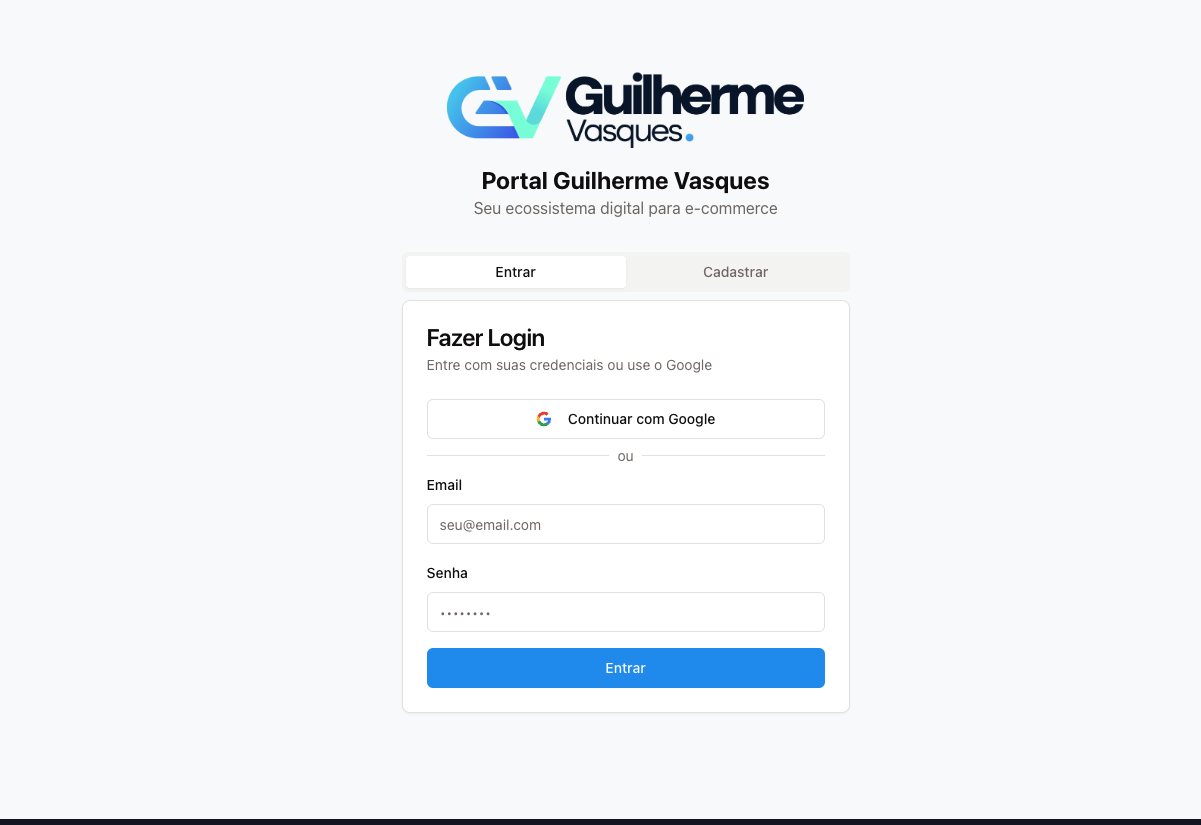 GV Guilherme
Vasques.
Portal Guilherme Vasques
Seu ecossistema digital para e-commerce
Entrar
Cadastrar
Fazer Login
Entre com suas credenciais ou use o Google
Continuar com Google
ou
Email
seu@email.com
Senha
••••••••
Entrar